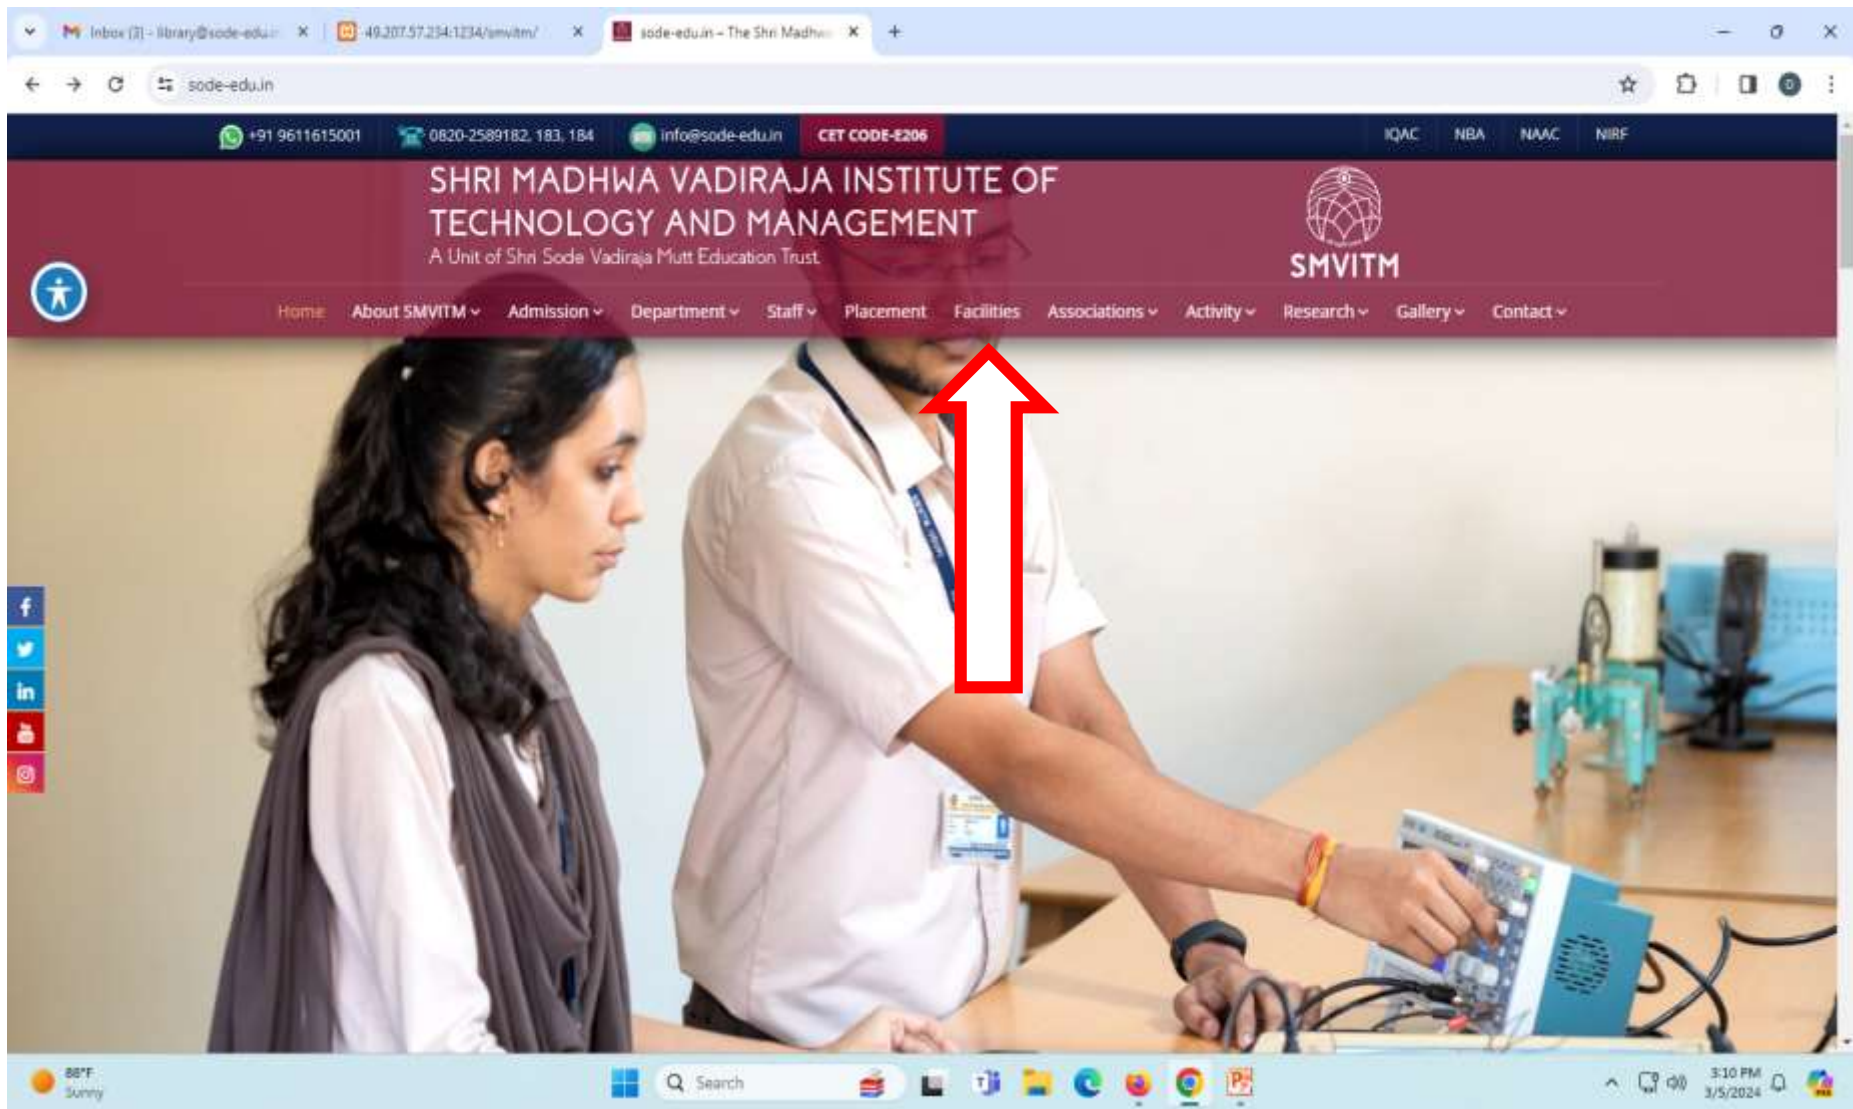 Inbox (3) - library@sode-edu.in
49.207.57.234:1234/smvitm/
sode-edu.in – The Shri Madhwa
sode-edu.in
+91 9611615001
0820-2589182, 183, 184
info@sode-edu.in
CET CODE-E206
IQAC
NBA
NAAC
NIRF
SHRI MADHWA VADIRAJA INSTITUTE OF
TECHNOLOGY AND MANAGEMENT
A Unit of Shri Sode Vadiraja Mutt Education Trust.
SMVITM
Home
About SMVITM
Admission
Department
Staff
Placement
Facilities
Associations
Activity
Research
Gallery
Contact
88°F
Sunny
Search
3:10 PM
3/5/2024